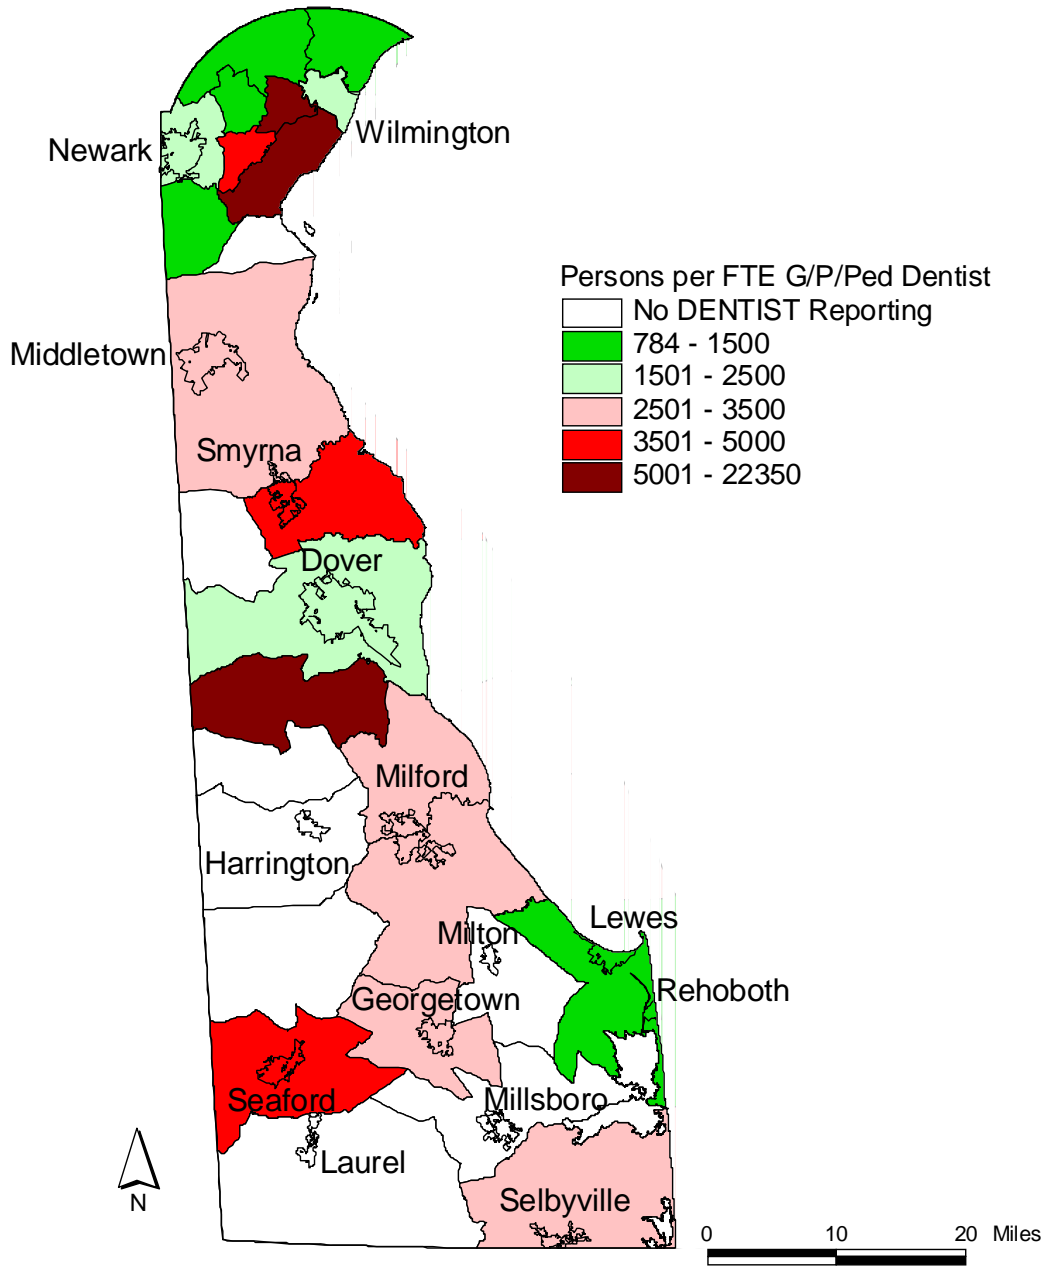 Newark
Wilmington
Persons per FTE G/P/Ped Dentist
No DENTIST Reporting
784 - 1500
1501 - 2500
2501 - 3500
3501 - 5000
5001 - 22350
Middletown
Smyrna
Dover
Milford
Harrington
Lewes
Milton
Rehoboth
Georgetown
Seaford
Millsboro
Laurel
Selbyville
N
0 10 20 Miles